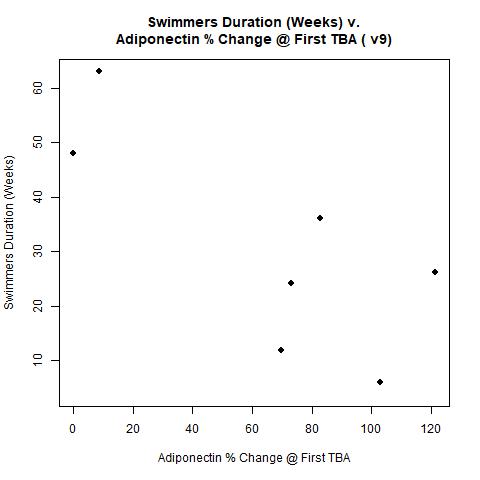 Swimmers Duration (Weeks) v.
Adiponectin % Change @ First TBA ( v9)
Swimmers Duration (Weeks)
60
50
40
30
20
10
0 20 40 60 80 100 120
Adiponectin % Change @ First TBA